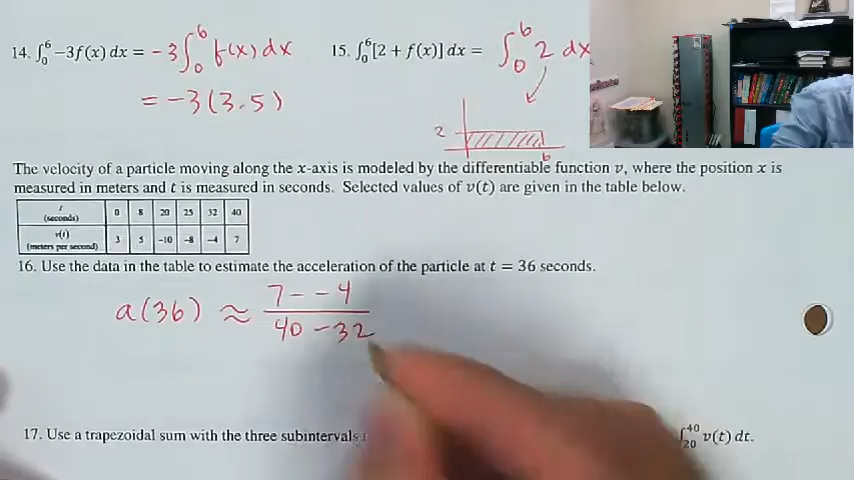 14. ∫₀⁶ −3f(x) dx = −3∫₀⁶ f(x) dx
= −3(3.5)
15. ∫₀⁶[2 + f(x)] dx = ∫₀⁶ 2 dx
2
6
The velocity of a particle moving along the x-axis is modeled by the differentiable function v, where the position x is
measured in meters and t is measured in seconds. Selected values of v(t) are given in the table below.
t (seconds) 0 8 20 25 32 40
v(t) (meters per second) 3 5 −10 −8 −4 7
16. Use the data in the table to estimate the acceleration of the particle at t = 36 seconds.
a(36) ≈ 7 − −4
40 − 32
17. Use a trapezoidal sum with the three subintervals ∫₂₀⁴⁰ v(t) dt.